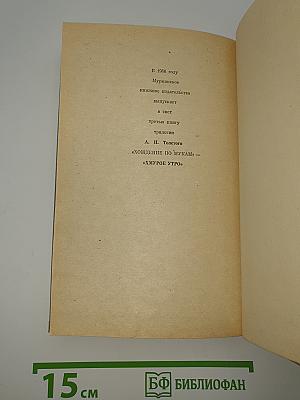 В 1986 году
Мурманское
книжное издательство
выпускает
в свет
третью книгу
трилогии
А. Н. Толстого
«ХОЖДЕНИЕ ПО МУКАМ» —
«ХМУРОЕ УТРО»
15 см
БФ БИБЛИОФАН